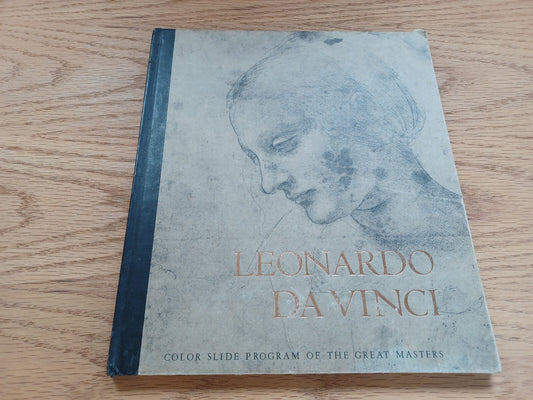 LEONARDO
DA VINCI
COLOR SLIDE PROGRAM OF THE GREAT MASTERS